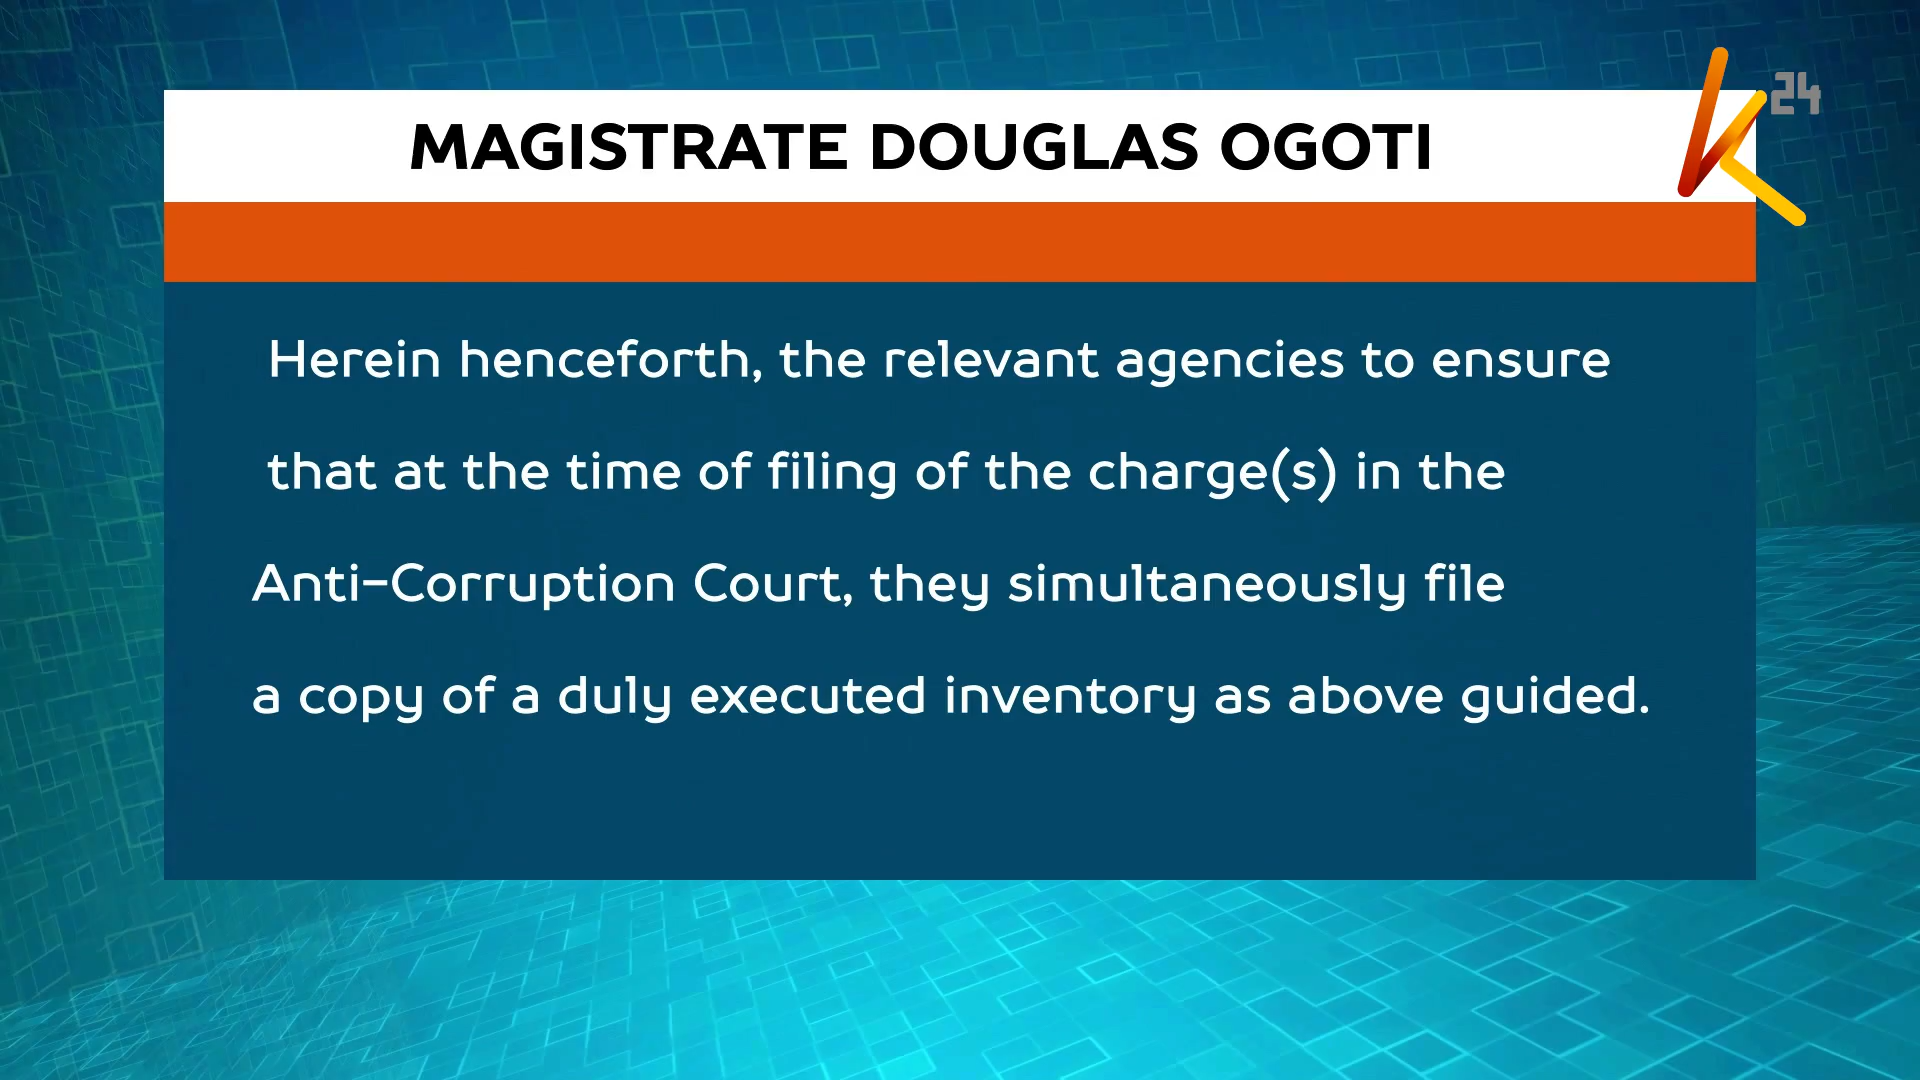 MAGISTRATE DOUGLAS OGOTI
K24
Herein henceforth, the relevant agencies to ensure
that at the time of filing of the charge(s) in the
Anti-Corruption Court, they simultaneously file
a copy of a duly executed inventory as above guided.